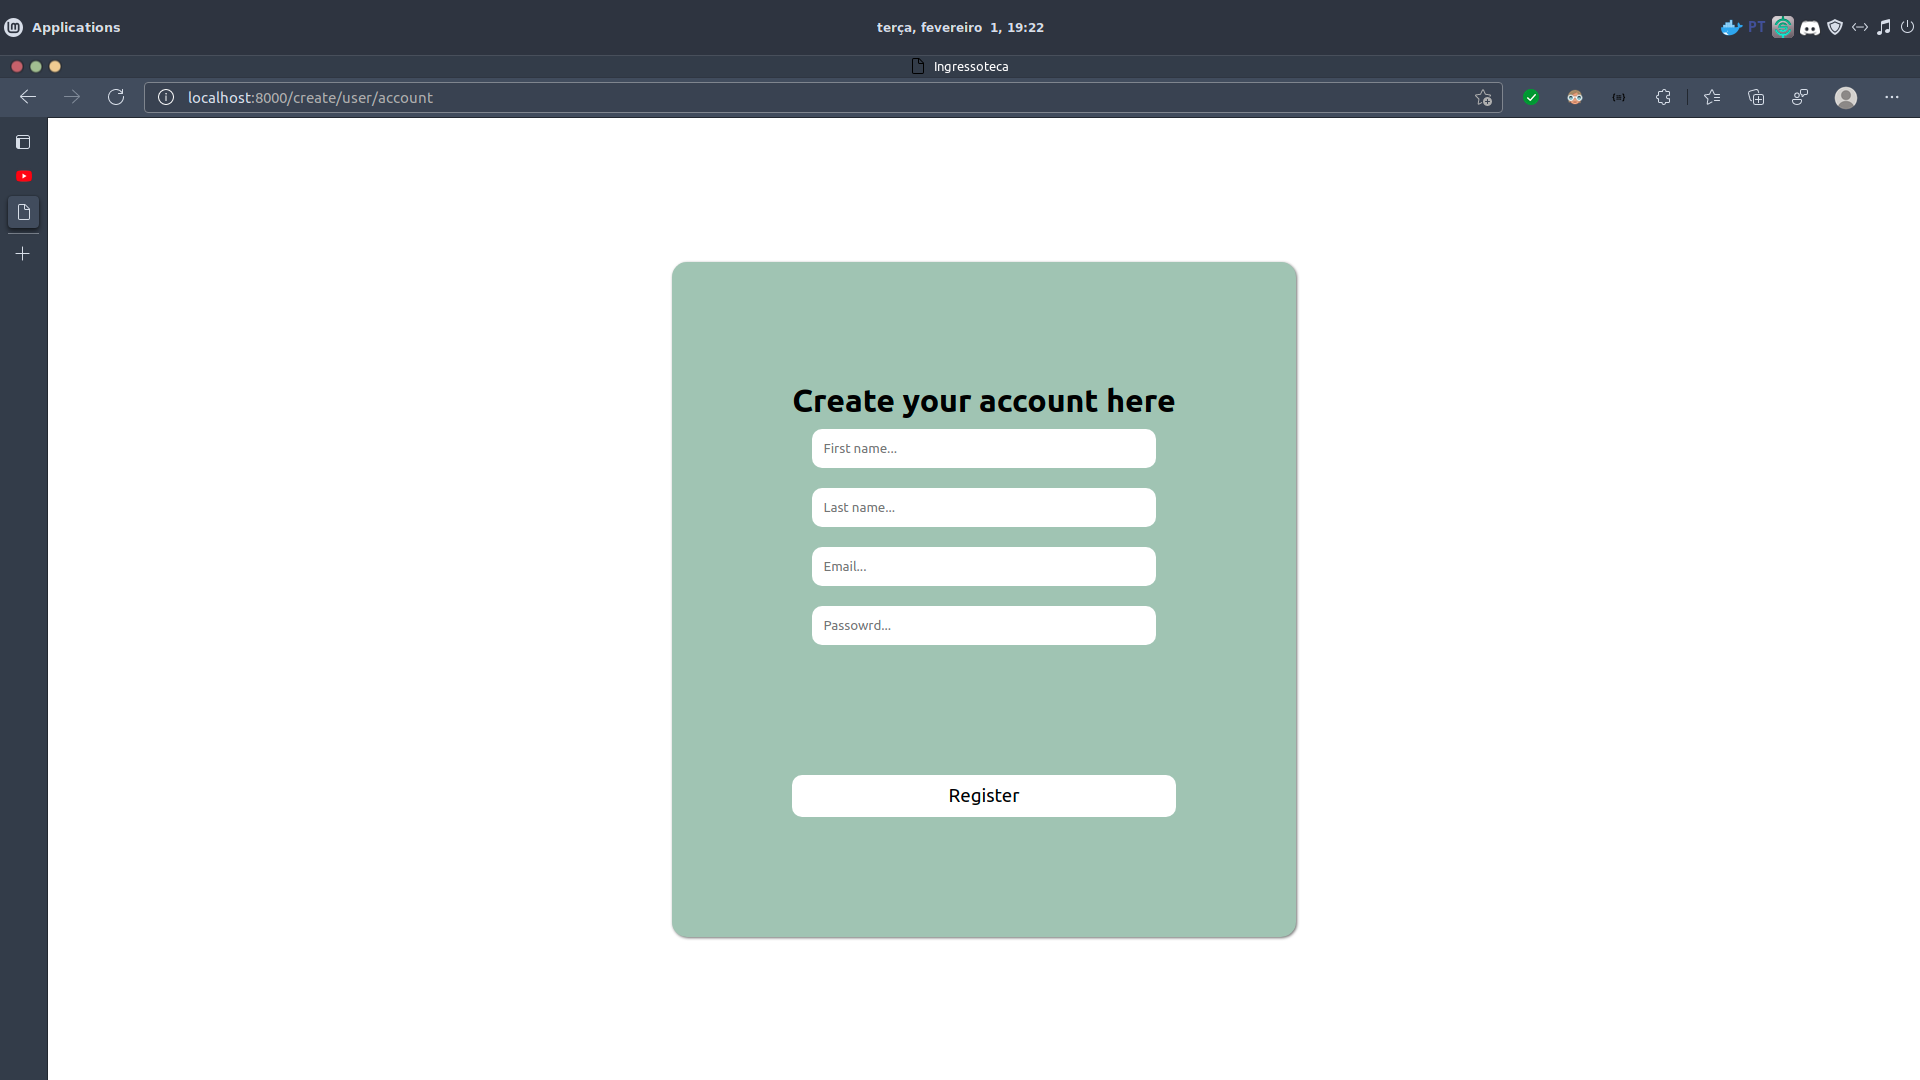 Applications
terça, fevereiro 1, 19:22
PT
Ingressoteca
localhost:8000/create/user/account
Create your account here
First name...
Last name...
Email...
Passowrd...
Register